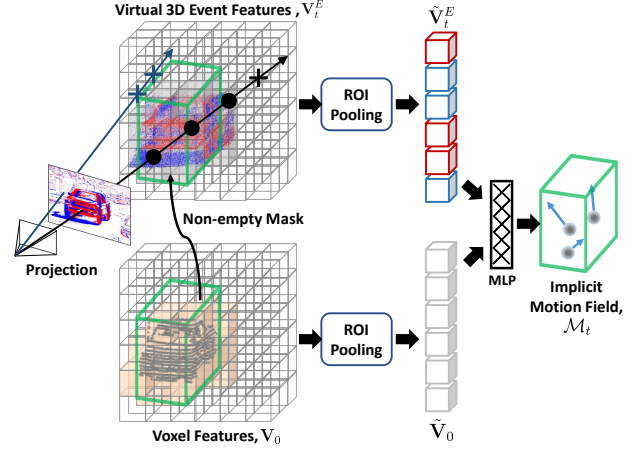 Virtual 3D Event Features , V_t^E
Ṽ_t^E
ROI
Pooling
Non-empty Mask
Projection
MLP
Implicit
Motion Field,
ℳ_t
ROI
Pooling
Voxel Features, V_0
Ṽ_0